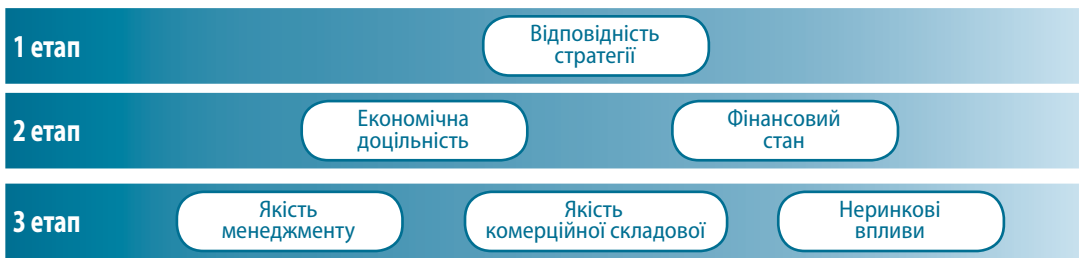 1 етап
Відповідність
стратегії
2 етап
Економічна
доцільність
Фінансовий
стан
3 етап
Якість
менеджменту
Якість
комерційної складової
Неринкові
впливи